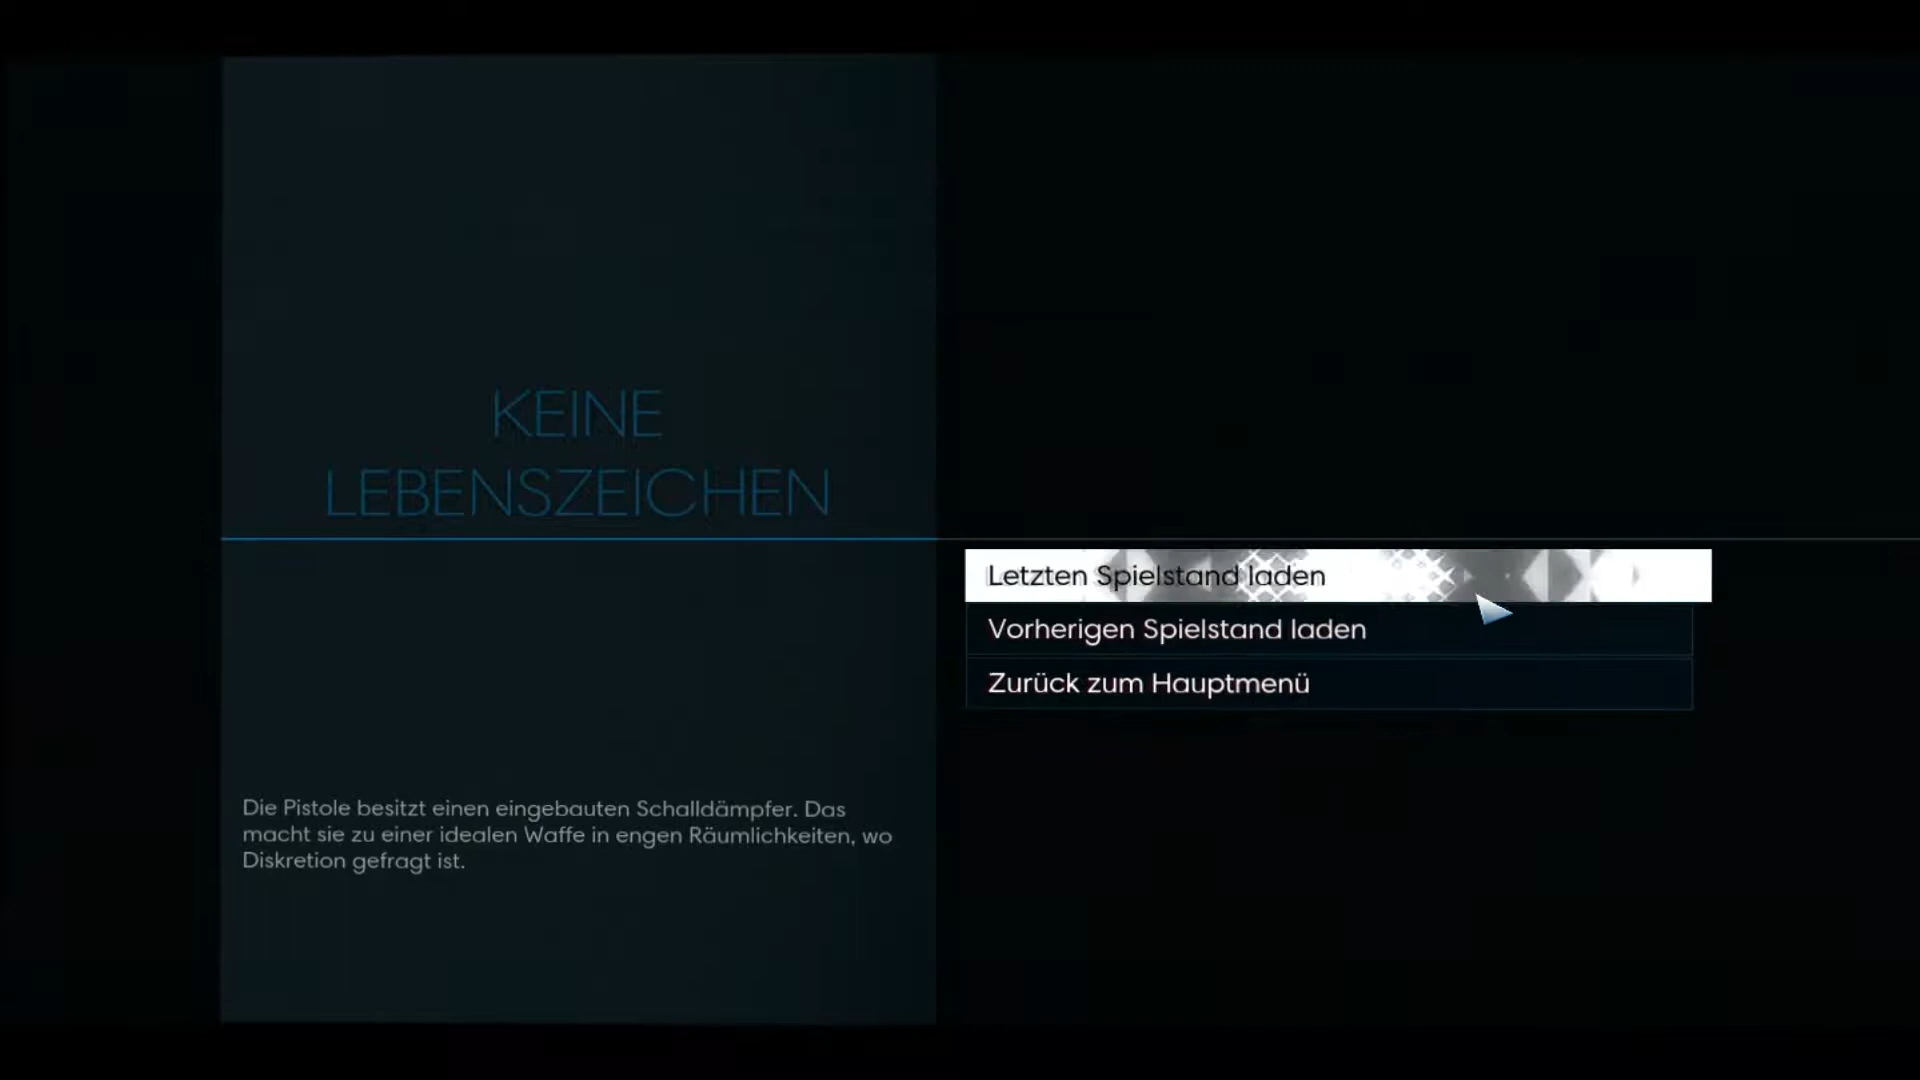 KEINE
LEBENSZEICHEN
Letzten Spielstand laden
Vorherigen Spielstand laden
Zurück zum Hauptmenü
Die Pistole besitzt einen eingebauten Schalldämpfer. Das
macht sie zu einer idealen Waffe in engen Räumlichkeiten, wo
Diskretion gefragt ist.